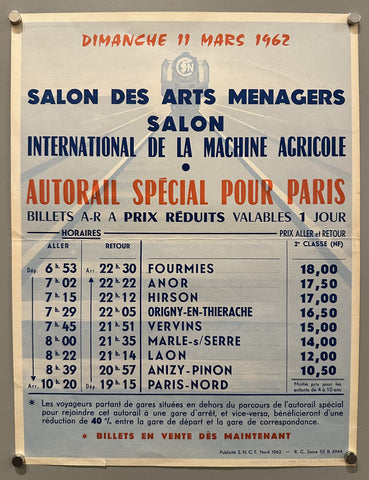 DIMANCHE 11 MARS 1962
SNCF
SALON DES ARTS MENAGERS
SALON
INTERNATIONAL DE LA MACHINE AGRICOLE
•
AUTORAIL SPÉCIAL POUR PARIS
BILLETS A-R A PRIX RÉDUITS VALABLES 1 JOUR
HORAIRES PRIX ALLER et RETOUR
ALLER RETOUR 2e CLASSE (NF)
Dép. 6 h 53 Arr. 22 h 30 FOURMIES 18,00
7 h 02 22 h 22 ANOR 17,50
7 h 15 22 h 12 HIRSON 17,00
7 h 29 22 h 05 ORIGNY-EN-THIERACHE 16,50
7 h 45 21 h 51 VERVINS 15,00
8 h 00 21 h 35 MARLE-s/SERRE 14,00
8 h 22 21 h 14 LAON 12,00
8 h 39 20 h 57 ANIZY-PINON 10,50
Arr. 10 h 20 Dép. 19 h 15 PARIS-NORD Moitié prix pour les
enfants de 4 à 10 ans
* Les voyageurs partant de gares situées en dehors du parcours de l'autorail spécial
pour rejoindre cet autorail à une gare d'arrêt, et vice-versa, bénéficieront d'une
réduction de 40 % entre la gare de départ et la gare de correspondance.
* BILLETS EN VENTE DÈS MAINTENANT
Publicité S.N.C.F. Nord 1962 - R.C. Seine 55 B 4944